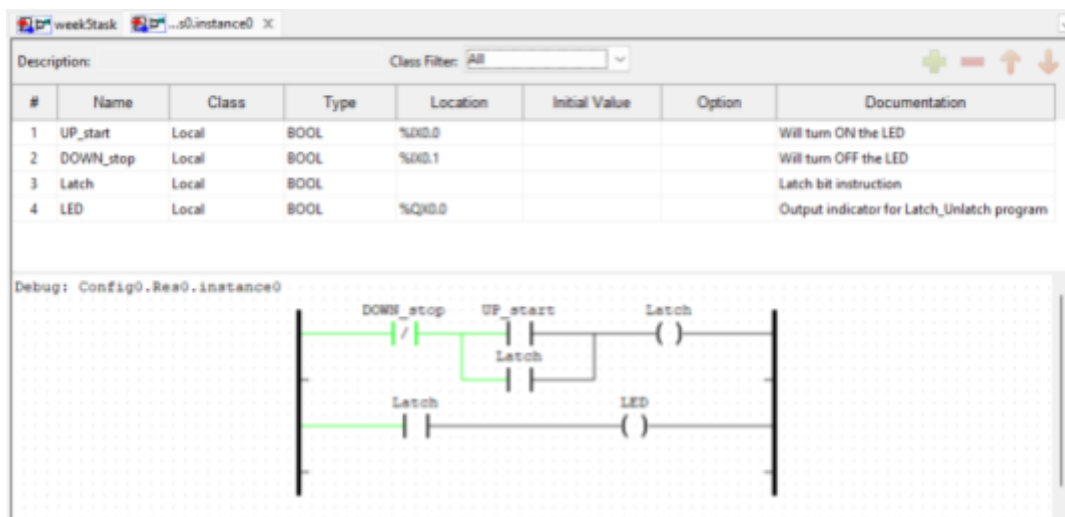 week5task ...s0.instance0
Description: Class Filter: All
# Name Class Type Location Initial Value Option Documentation
1 UP_start Local BOOL %IX0.0 Will turn ON the LED
2 DOWN_stop Local BOOL %IX0.1 Will turn OFF the LED
3 Latch Local BOOL Latch bit instruction
4 LED Local BOOL %QX0.0 Output indicator for Latch_Unlatch program
Debug: Config0.Res0.instance0
DOWN_stop UP_start Latch
Latch
Latch LED